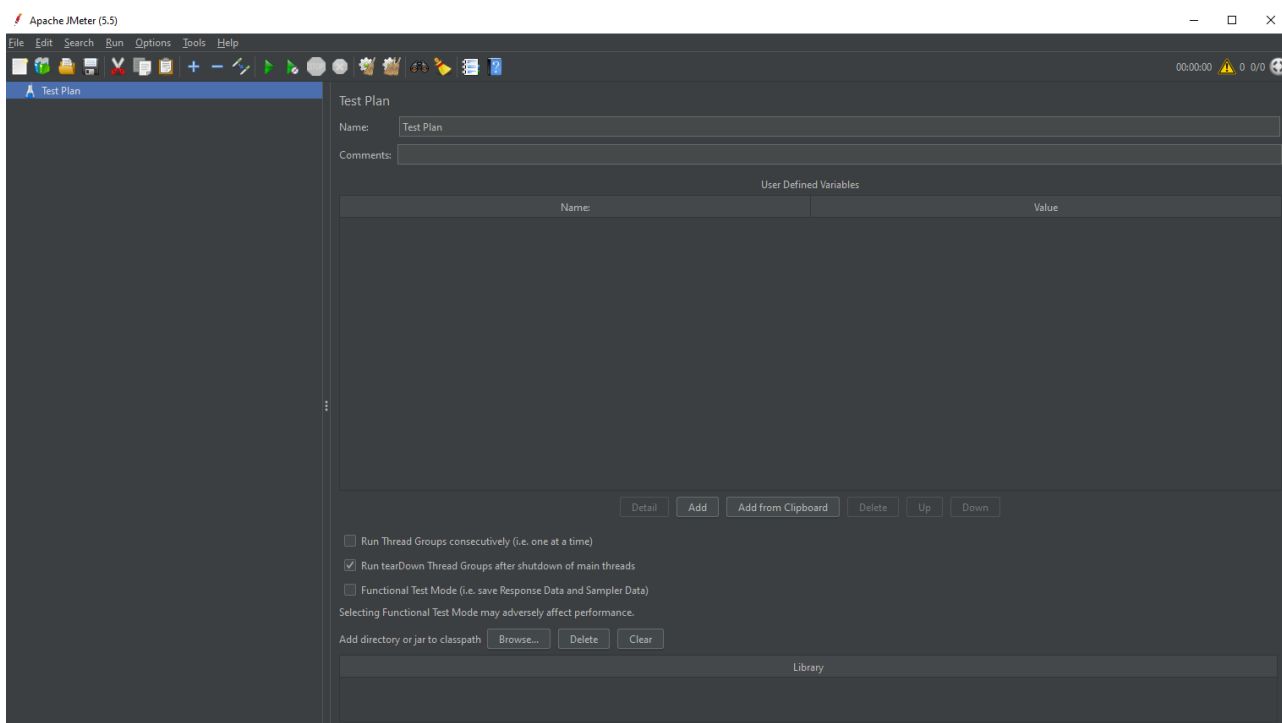 Apache JMeter (5.5)
File Edit Search Run Options Tools Help
00:00:00 0 0/0
Test Plan
Test Plan
Name: Test Plan
Comments:
User Defined Variables
Name: Value
Detail Add Add from Clipboard Delete Up Down
Run Thread Groups consecutively (i.e. one at a time)
Run tearDown Thread Groups after shutdown of main threads
Functional Test Mode (i.e. save Response Data and Sampler Data)
Selecting Functional Test Mode may adversely affect performance.
Add directory or jar to classpath Browse... Delete Clear
Library